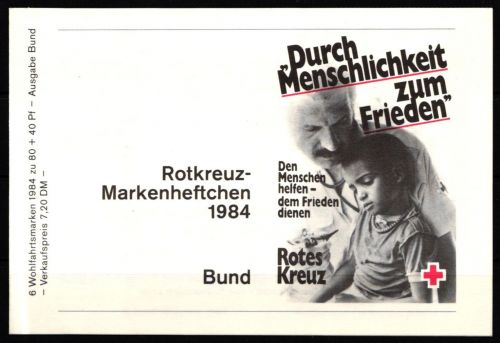 6 Wohlfahrtsmarken 1984 zu 80 + 40 Pf – Ausgabe Bund
– Verkaufspreis 7,20 DM –
Rotkreuz-
Markenheftchen
1984
Bund
„Durch
Menschlichkeit
zum
Frieden”
Den
Menschen
helfen –
dem Frieden
dienen
Rotes
Kreuz